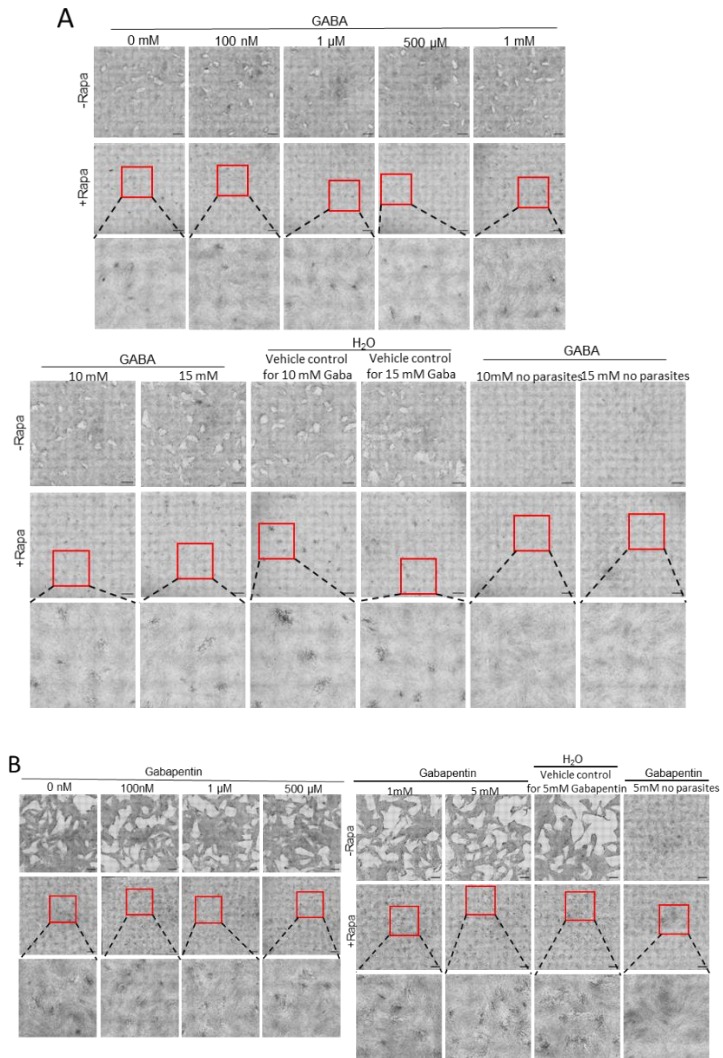 A
GABA
0 mM 100 nM 1 µM 500 µM 1 mM
-Rapa
+Rapa
GABA
10 mM 15 mM
H₂O
Vehicle control for 10 mM Gaba
Vehicle control for 15 mM Gaba
GABA
10mM no parasites 15 mM no parasites
-Rapa
+Rapa
B
Gabapentin
0 nM 100nM 1 µM 500 µM
Gabapentin
1mM 5 mM
H₂O
Vehicle control
for 5mM Gabapentin
Gabapentin
5mM no parasites
-Rapa
+Rapa